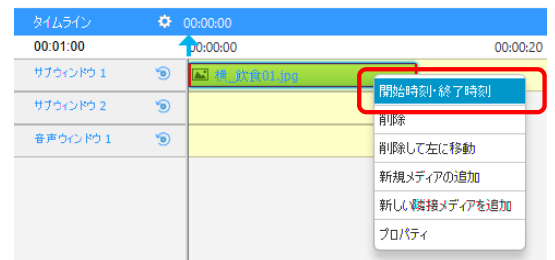 タイムライン 00:00:00
00:01:00 00:00:00 00:00:20
サブウィンドウ 1 横_飲食01.jpg
開始時刻・終了時刻
サブウィンドウ 2
削除
音声ウィンドウ 1
削除して左に移動
新規メディアの追加
新しい隣接メディアを追加
プロパティ